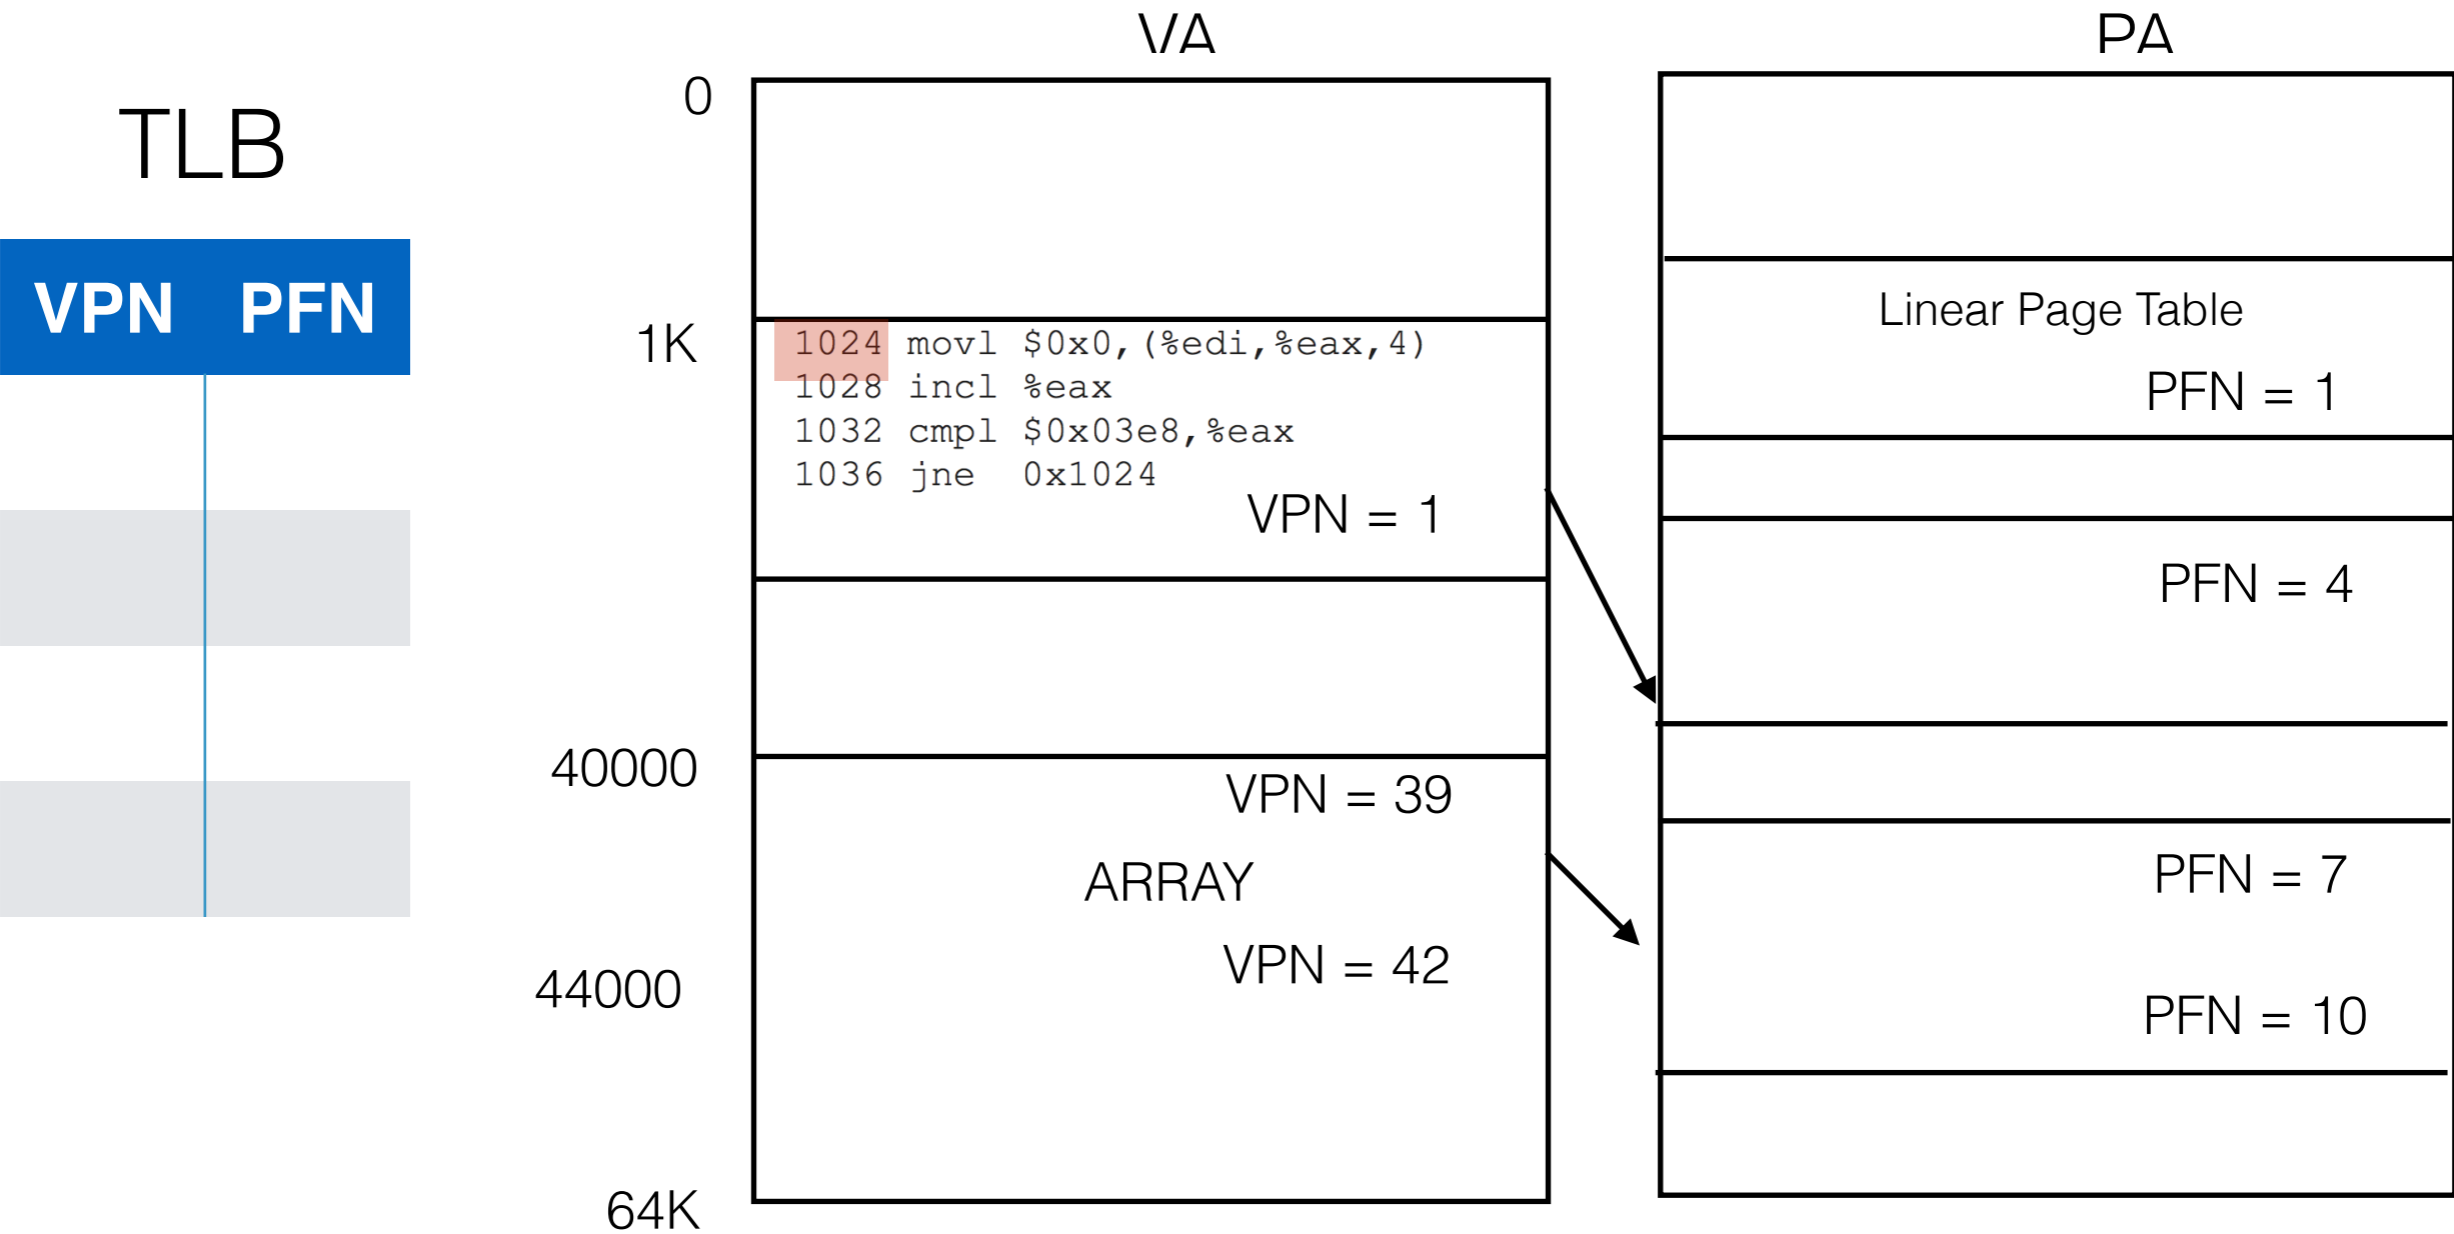 VA
PA
0
TLB
VPN PFN
1K
1024 movl $0x0,(%edi,%eax,4)
1028 incl %eax
1032 cmpl $0x03e8,%eax
1036 jne 0x1024
VPN = 1
Linear Page Table
PFN = 1
PFN = 4
40000
VPN = 39
ARRAY
VPN = 42
44000
PFN = 7
PFN = 10
64K